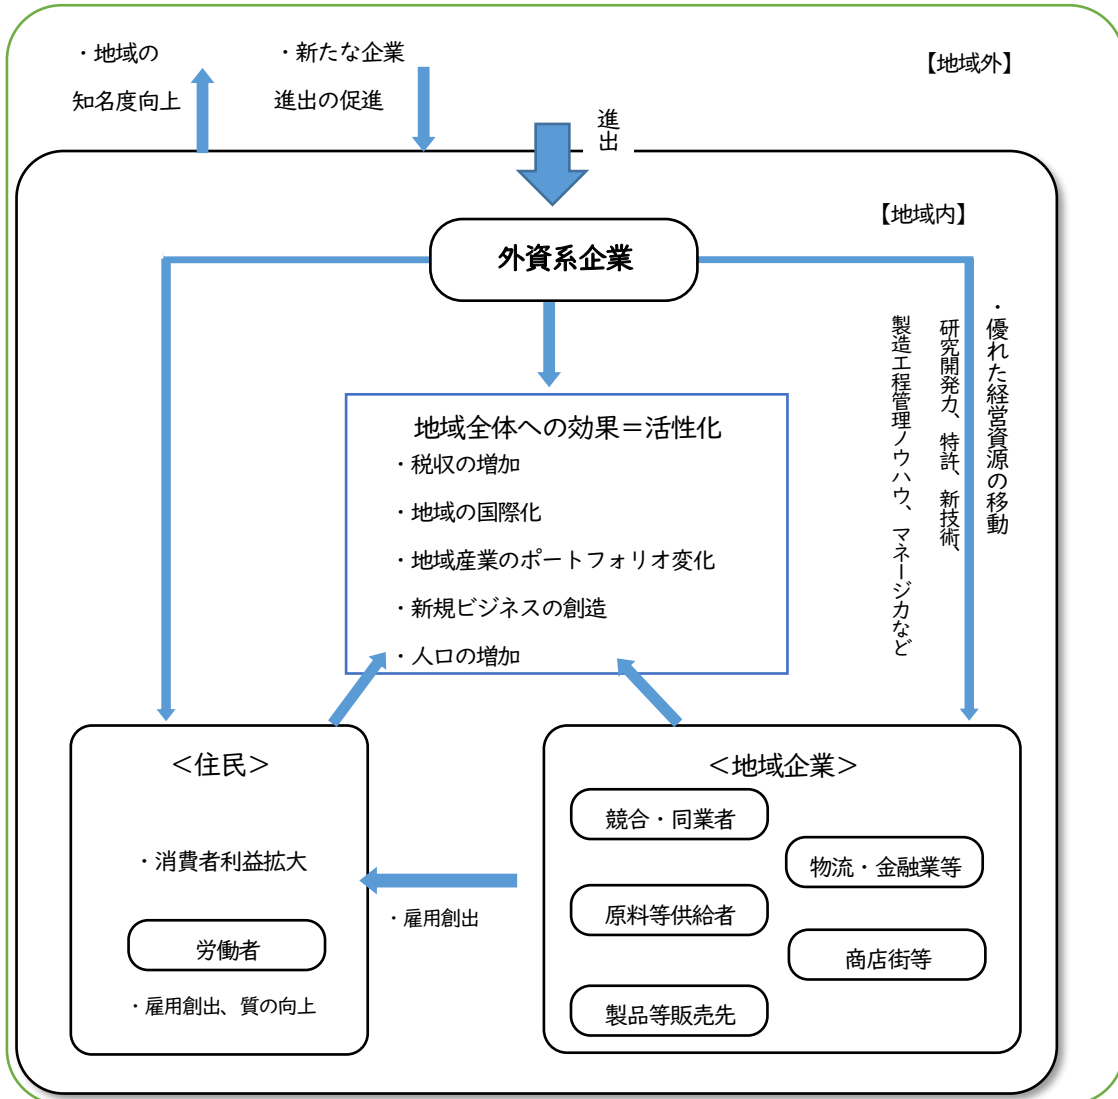 ・地域の
知名度向上
・新たな企業
進出の促進
【地域外】
進出
【地域内】
外資系企業
・優れた経営資源の移動
研究開発力、特許、新技術、
製造工程管理ノウハウ、マネージカなど
地域全体への効果＝活性化
・税収の増加
・地域の国際化
・地域産業のポートフォリオ変化
・新規ビジネスの創造
・人口の増加
＜住民＞
・消費者利益拡大
労働者
・雇用創出、質の向上
・雇用創出
＜地域企業＞
競合・同業者
物流・金融業等
原料等供給者
商店街等
製品等販売先